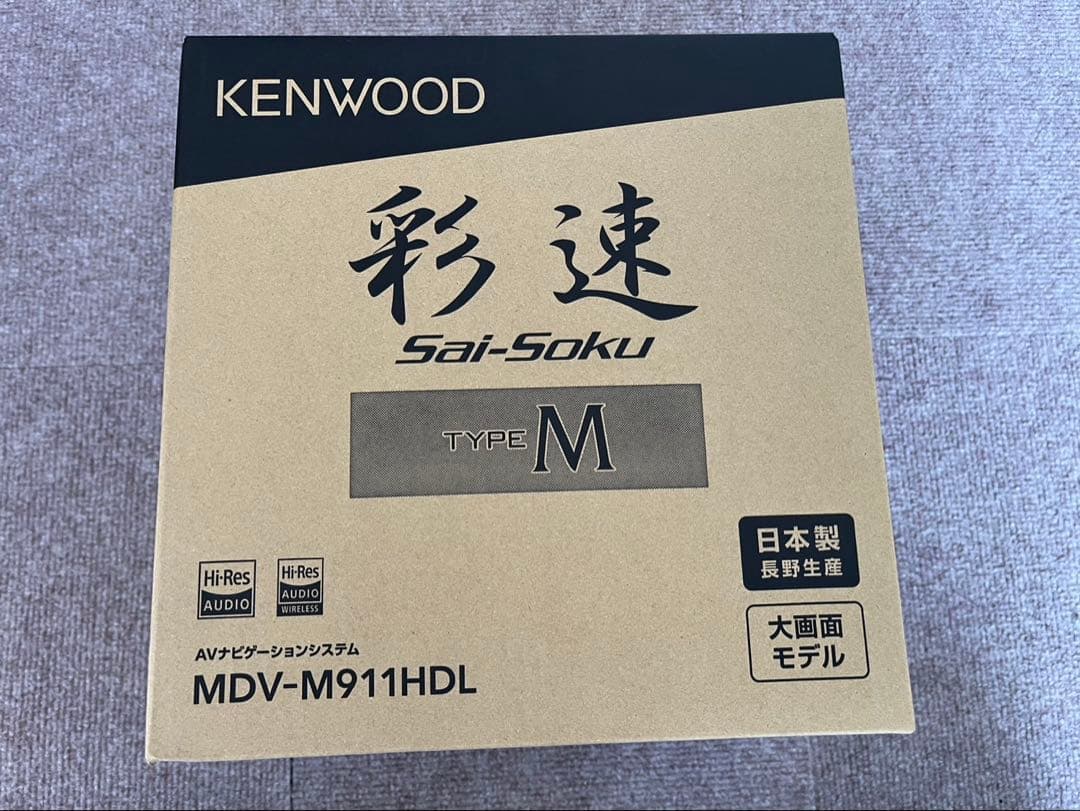 KENWOOD
彩速
Sai-Soku
TYPE M
日本製
長野生産
Hi-Res
AUDIO
Hi-Res
AUDIO
WIRELESS
大画面
モデル
AVナビゲーションシステム
MDV-M911HDL